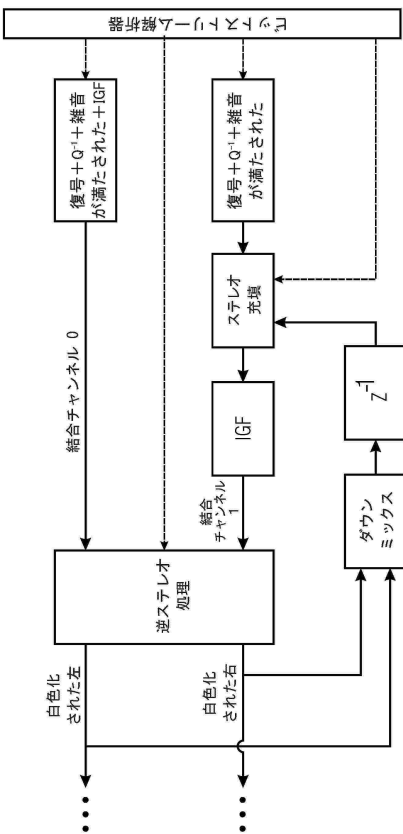 ビットストリーム解析器
復号+Q⁻¹+雑音
が満たされた+IGF
復号+Q⁻¹+雑音
が満たされた
ステレオ
充填
IGF
Z⁻¹
ダウン
ミックス
結合チャンネル 0
結合
チャンネル
1
逆ステレオ
処理
白色化
された左
白色化
された右